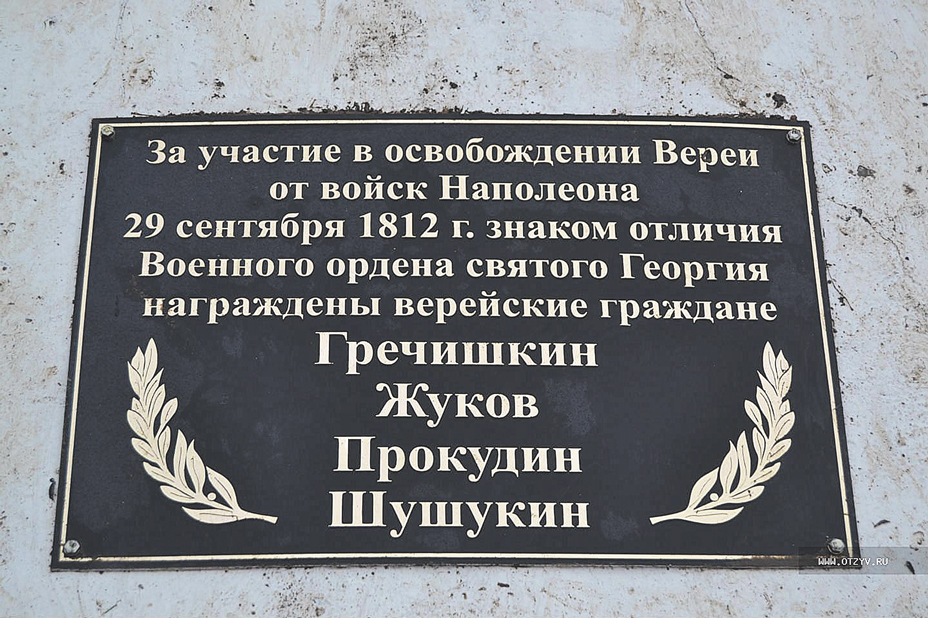 За участие в освобождении Вереи
от войск Наполеона
29 сентября 1812 г. знаком отличия
Военного ордена святого Георгия
награждены верейские граждане
Гречишкин
Жуков
Прокудин
Шушукин
WWW.OTZYV.RU